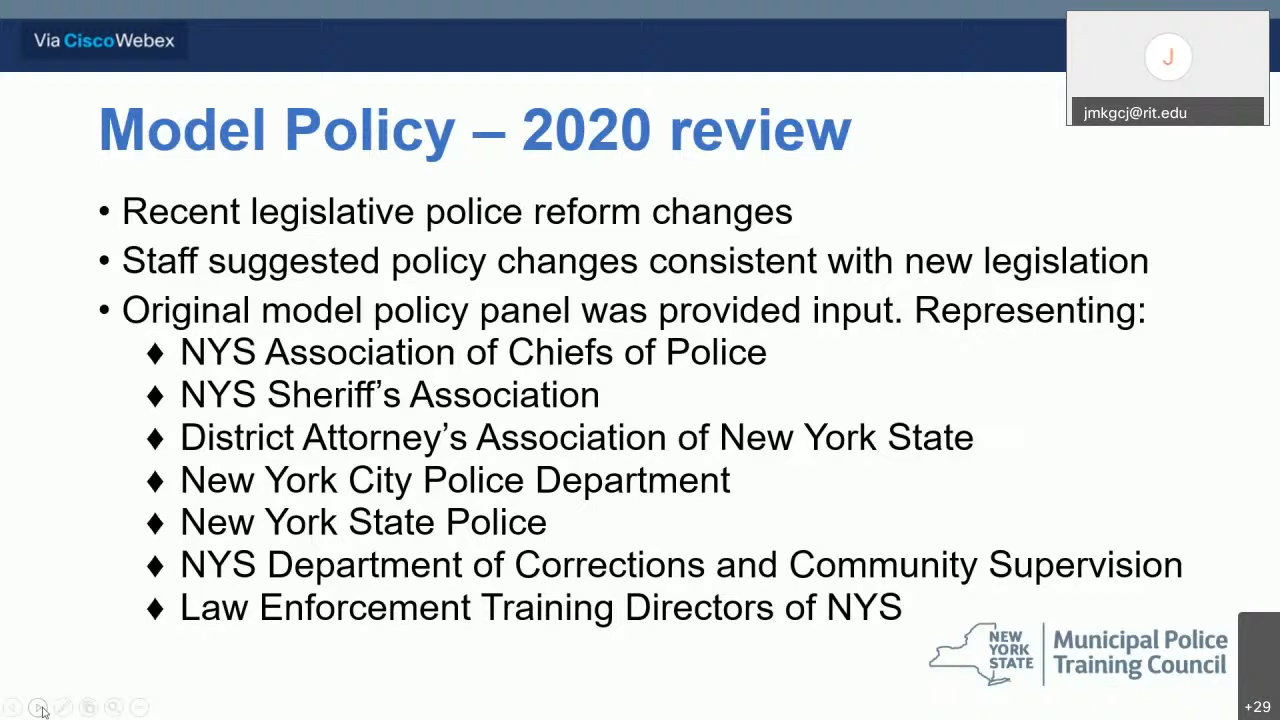 Via CiscoWebex
J
jmkgcj@rit.edu
Model Policy – 2020 review
• Recent legislative police reform changes
• Staff suggested policy changes consistent with new legislation
• Original model policy panel was provided input. Representing:
♦ NYS Association of Chiefs of Police
♦ NYS Sheriff’s Association
♦ District Attorney’s Association of New York State
♦ New York City Police Department
♦ New York State Police
♦ NYS Department of Corrections and Community Supervision
♦ Law Enforcement Training Directors of NYS
NEW
YORK
STATE
Municipal Police
Training Council
+29